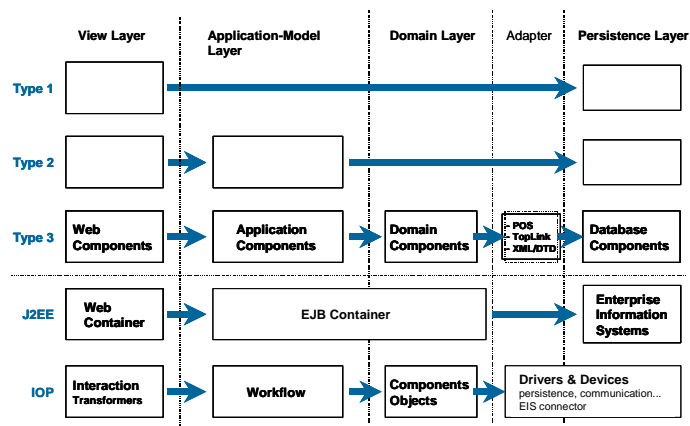 View Layer
Application-Model
Layer
Domain Layer
Adapter
Persistence Layer
Type 1
Type 2
Type 3
Web
Components
Application
Components
Domain
Components
- POS
- TopLink
- XML/DTD
Database
Components
J2EE
Web
Container
EJB Container
Enterprise
Information
Systems
IOP
Interaction
Transformers
Workflow
Components
Objects
Drivers & Devices
persistence, communication...
EIS connector